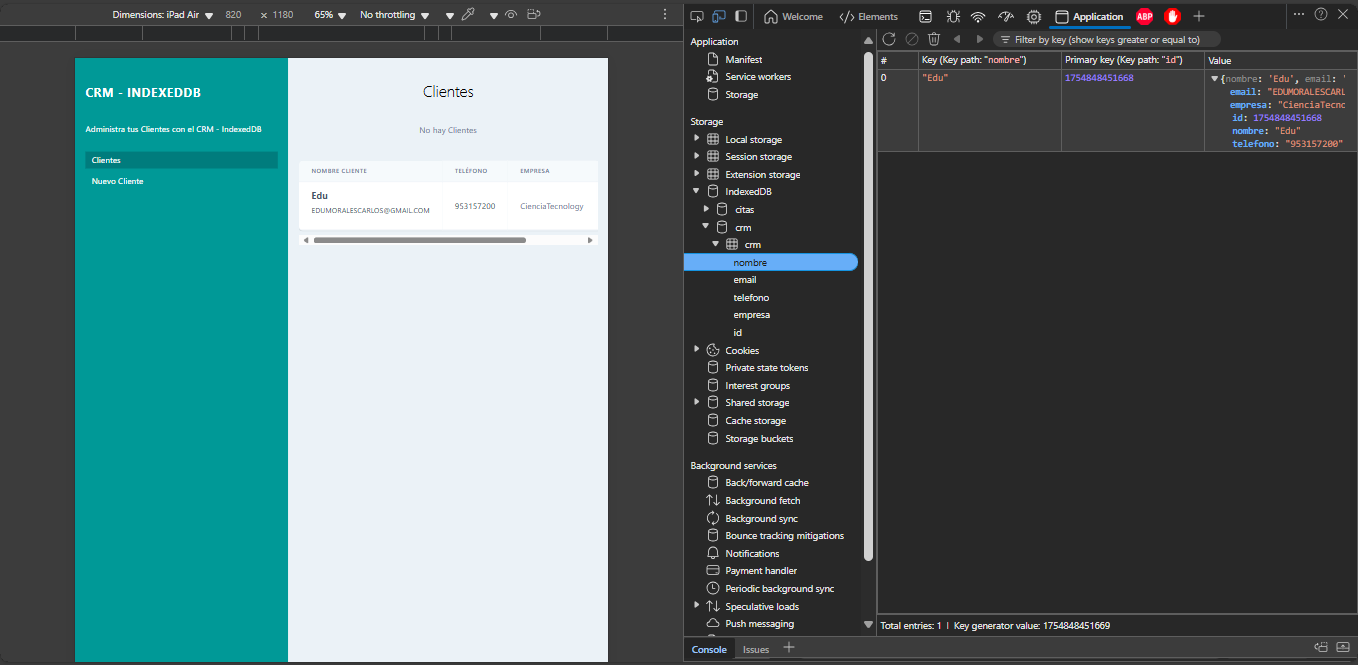 Dimensions: iPad Air 820 × 1180 65% No throttling
CRM - INDEXEDDB
Administra tus Clientes con el CRM - IndexedDB
Clientes
Nuevo Cliente
Clientes
No hay Clientes
NOMBRE CLIENTE TELÉFONO EMPRESA
Edu
EDUMORALESCARLOS@GMAIL.COM 953157200 CienciaTecnology
Welcome Elements Application ABP
Application
Manifest
Service workers
Storage
Storage
Local storage
Session storage
Extension storage
IndexedDB
citas
crm
crm
nombre
email
telefono
empresa
id
Cookies
Private state tokens
Interest groups
Shared storage
Cache storage
Storage buckets
Background services
Back/forward cache
Background fetch
Background sync
Bounce tracking mitigations
Notifications
Payment handler
Periodic background sync
Speculative loads
Push messaging
Filter by key (show keys greater or equal to)
# Key (Key path: "nombre") Primary key (Key path: "id") Value
0 "Edu" 1754848451668 {nombre: 'Edu', email: '
email: "EDUMORALESCARL
empresa: "CienciaTecno
id: 1754848451668
nombre: "Edu"
telefono: "953157200"
Total entries: 1 Key generator value: 1754848451669
Console Issues